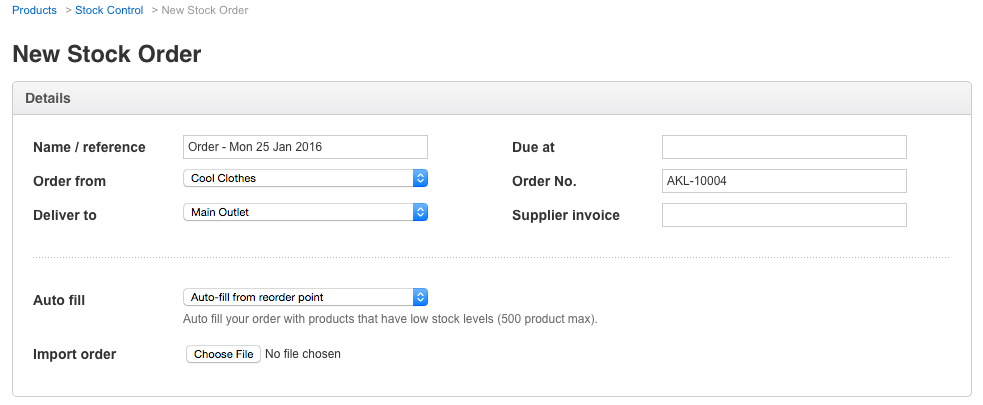 Products > Stock Control > New Stock Order
New Stock Order
Details
Name / reference Order - Mon 25 Jan 2016 Due at
Order from Cool Clothes Order No. AKL-10004
Deliver to Main Outlet Supplier invoice
Auto fill Auto-fill from reorder point
Auto fill your order with products that have low stock levels (500 product max).
Import order Choose File No file chosen